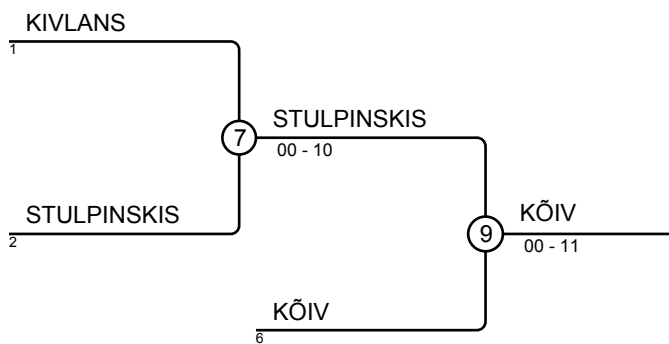 KIVLANS
1
7
STULPINSKIS
00 - 10
STULPINSKIS
2
9
KÕIV
00 - 11
KÕIV
6